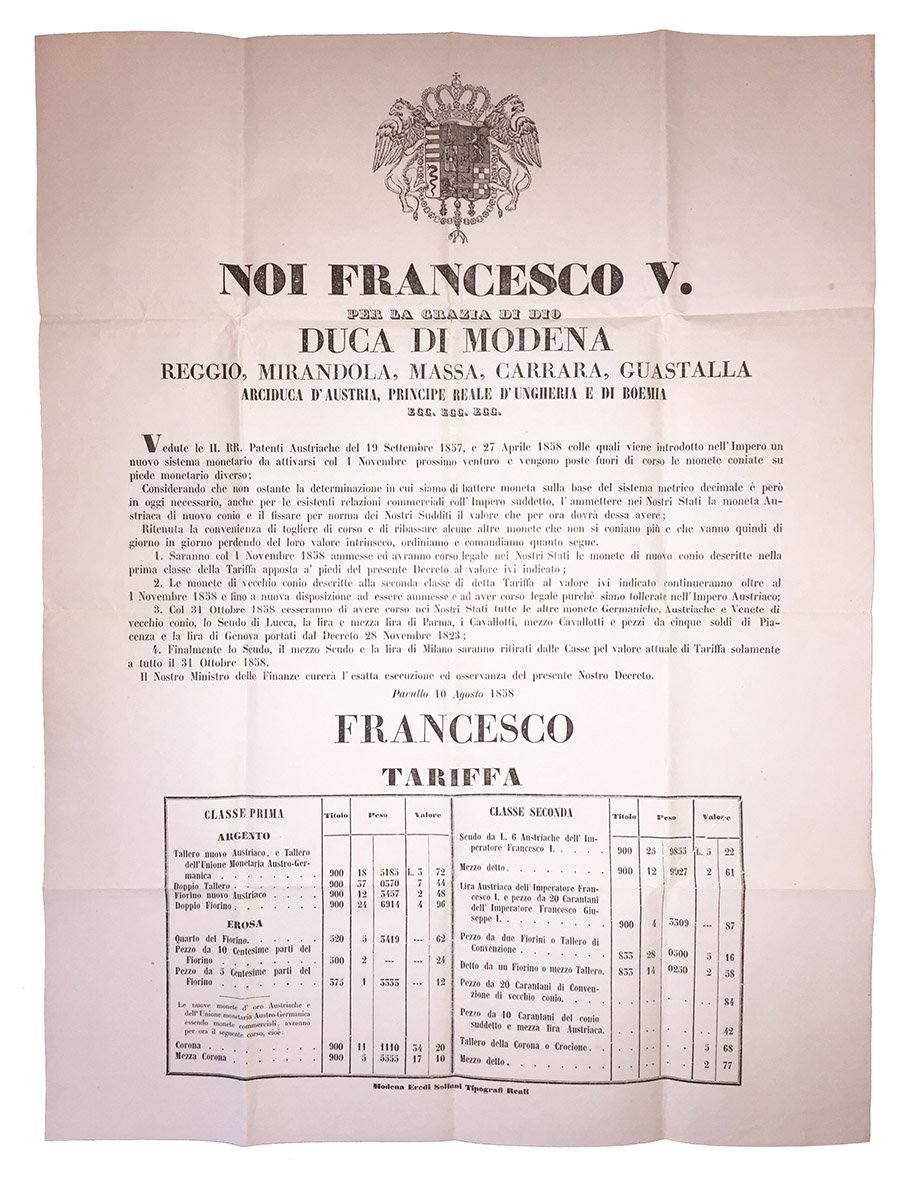 NOI FRANCESCO V.
PER LA GRAZIA DI DIO
DUCA DI MODENA
REGGIO, MIRANDOLA, MASSA, CARRARA, GUASTALLA
ARCIDUCA D'AUSTRIA, PRINCIPE REALE D'UNGHERIA E DI BOEMIA
ECC. ECC. ECC.
Vedute le II. RR. Patenti Austriache del 19 Settembre 1857, e 27 Aprile 1858 colle quali viene introdotto nell'Impero un
nuovo sistema monetario da attivarsi col 1 Novembre prossimo venturo e vengono poste fuori di corso le monete coniate su
piede monetario diverso;
Considerando che non ostante la determinazione in cui siamo di battere moneta sulla base del sistema metrico decimale è però
in oggi necessario, anche per le esistenti relazioni commerciali coll'Impero suddetto, l'ammettere nei Nostri Stati la moneta Au-
striaca di nuovo conio e il fissare per norma dei Nostri Sudditi il valore che per ora dovrà dessa avere;
Ritenuta la convenienza di togliere di corso e di ribassare alcune altre monete che non si coniano più e che vanno quindi di
giorno in giorno perdendo del loro valore intrinseco, ordiniamo e comandiamo quanto segue.
1. Saranno col 1 Novembre 1858 ammesse ed avranno corso legale nei Nostri Stati le monete di nuovo conio descritte nella
prima classe della Tariffa apposta a' piedi del presente Decreto al valore ivi indicato;
2. Le monete di vecchio conio descritte alla seconda classe di detta Tariffa al valore ivi indicato continueranno oltre al
1 Novembre 1858 e fino a nuova disposizione ad essere ammesse e ad aver corso legale purchè siano tollerate nell'Impero Austriaco;
3. Col 31 Ottobre 1858 cesseranno di avere corso nei Nostri Stati tutte le altre monete Germaniche, Austriache e Venete di
vecchio conio, lo Scudo di Lucca, la lira e mezza lira di Parma, i Cavallotti, mezzo Cavallotti e pezzi da cinque soldi di Pia-
cenza e la lira di Genova portati dal Decreto 28 Novembre 1823;
4. Finalmente lo Scudo, il mezzo Scudo e la lira di Milano saranno ritirati dalle Casse pel valore attuale di Tariffa solamente
a tutto il 31 Ottobre 1858.
Il Nostro Ministro delle Finanze curerà l'esatta esecuzione ed osservanza del presente Nostro Decreto.
Pavullo 10 Agosto 1858
FRANCESCO
TARIFFA
CLASSE PRIMA Titolo Peso Valore
ARGENTO
Tallero nuovo Austriaco, e Tallero
dell'Unione Monetaria Austro-Ger-
manica . . . . . . . . 900 18 5185 L. 3 72
Doppio Tallero . . . . . . 900 37 0370 7 44
Fiorino nuovo Austriaco . . . . 900 12 3457 2 48
Doppio Fiorino . . . . . . 900 24 6914 4 96
EROSA
Quarto del Fiorino . . . . . . 520 5 3419 --- 62
Pezzo da 10 Centesime parti del
Fiorino . . . . . . . . 500 2 --- --- 24
Pezzo da 5 Centesime parti del
Fiorino . . . . . . . . 375 1 3333 --- 12
Le nuove monete d'oro Austriache e
dell'Unione monetaria Austro-Germanica
essendo monete commerciali, avranno
per ora il seguente corso, cioè:
Corona . . . . . . . . 900 11 1110 34 20
Mezza Corona . . . . . . . 900 5 5555 17 10
CLASSE SECONDA Titolo Peso Valore
Scudo da L. 6 Austriache dell'Im-
peratore Francesco I. . . . . 900 25 9855 L. 5 22
Mezzo detto . . . . . . . . 900 12 9927 2 61
Lira Austriaca dell'Imperatore Fran-
cesco I. e pezzo da 20 Carantani
dell'Imperatore Francesco Giu-
seppe I. . . . . . . . . 900 4 3309 --- 87
Pezzo da due Fiorini o Tallero di
Convenzione . . . . . . . 833 28 0500 5 16
Detto da un Fiorino o mezzo Tallero. 833 14 0250 2 58
Pezzo da 20 Carantani di Conven-
zione di vecchio conio . . . . . . . . . 84
Pezzo da 10 Carantani del conio
suddetto e mezza lira Austriaca. . . . . . . 42
Tallero della Corona o Crocione . . . . . . 5 68
Mezzo detto . . . . . . . . . . . 2 77
Modena Eredi Soliani Tipografi Reali